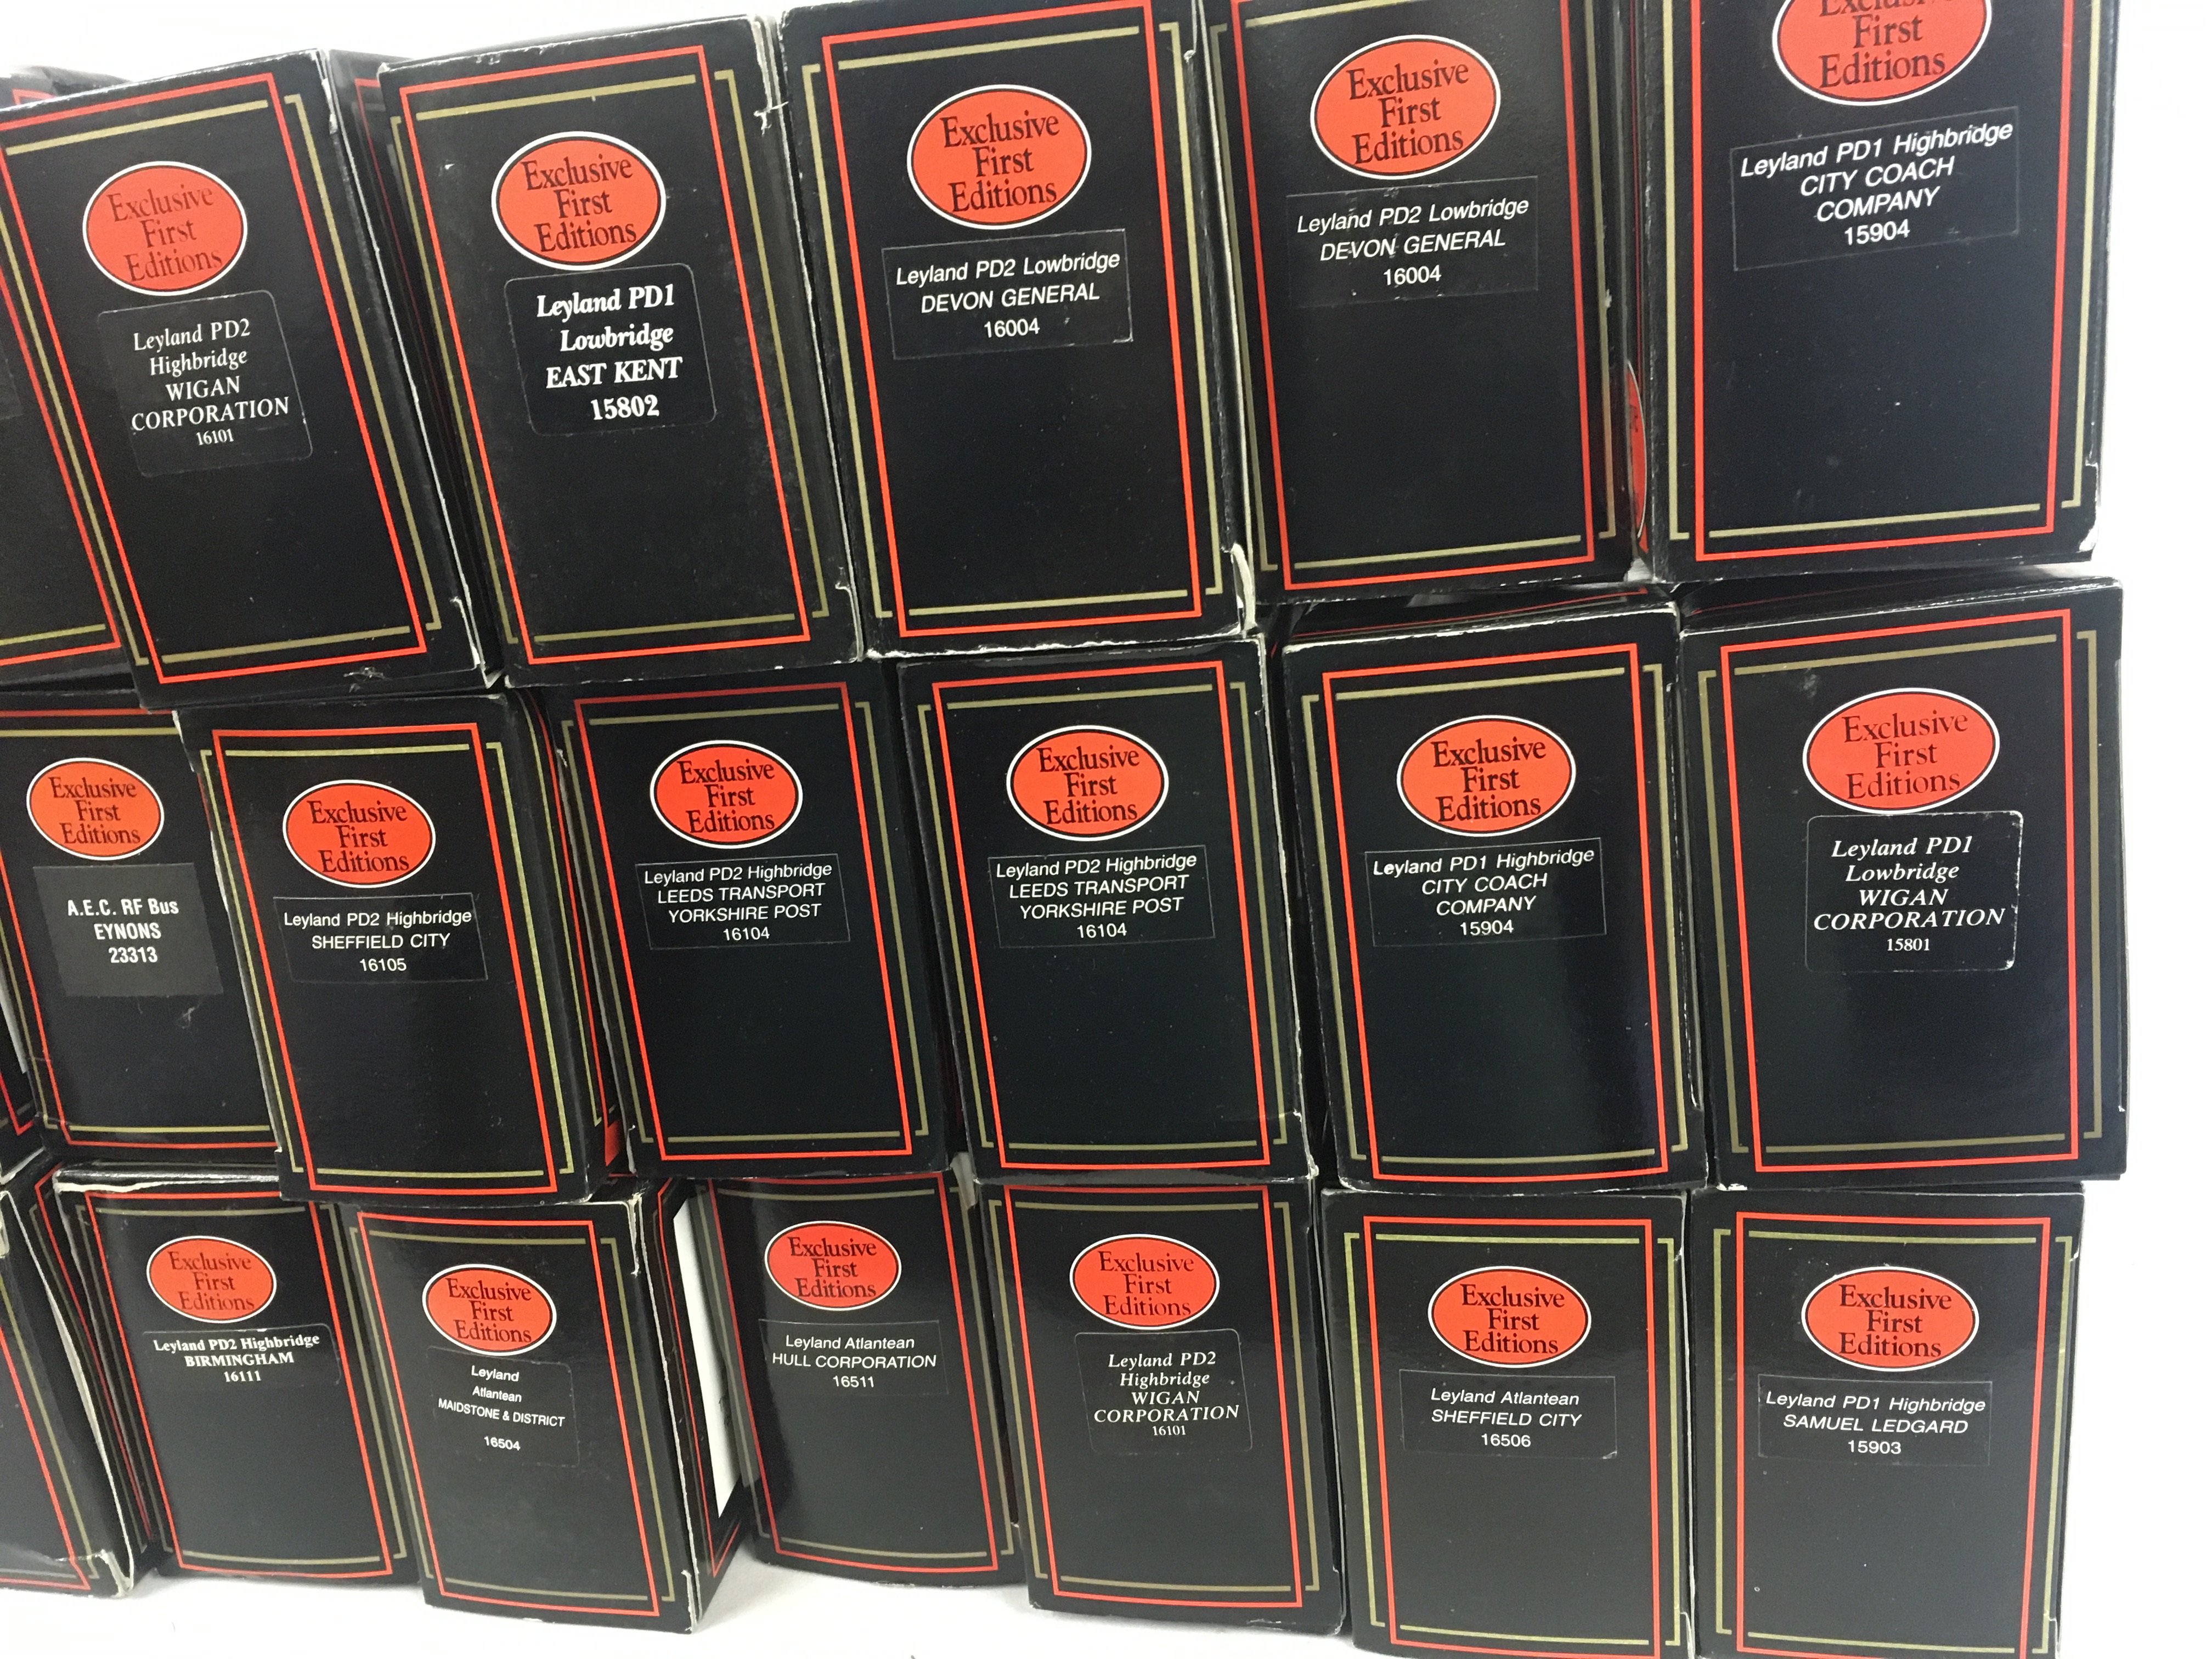 Exclusive
First
Editions
Leyland PD2
Highbridge
WIGAN
CORPORATION
16101
Exclusive
First
Editions
Leyland PD1
Lowbridge
EAST KENT
15802
Exclusive
First
Editions
Leyland PD2 Lowbridge
DEVON GENERAL
16004
Exclusive
First
Editions
Leyland PD2 Lowbridge
DEVON GENERAL
16004
Exclusive
First
Editions
Leyland PD1 Highbridge
CITY COACH
COMPANY
15904
Exclusive
First
Editions
A.E.C. RF Bus
EYNONS
23313
Exclusive
First
Editions
Leyland PD2 Highbridge
SHEFFIELD CITY
16105
Exclusive
First
Editions
Leyland PD2 Highbridge
LEEDS TRANSPORT
YORKSHIRE POST
16104
Exclusive
First
Editions
Leyland PD2 Highbridge
LEEDS TRANSPORT
YORKSHIRE POST
16104
Exclusive
First
Editions
Leyland PD1 Highbridge
CITY COACH
COMPANY
15904
Exclusive
First
Editions
Leyland PD1
Lowbridge
WIGAN
CORPORATION
15801
Exclusive
First
Editions
Leyland PD2 Highbridge
BIRMINGHAM
16111
Exclusive
First
Editions
Leyland
Atlantean
MAIDSTONE & DISTRICT
16504
Exclusive
First
Editions
Leyland Atlantean
HULL CORPORATION
16511
Exclusive
First
Editions
Leyland PD2
Highbridge
WIGAN
CORPORATION
16101
Exclusive
First
Editions
Leyland Atlantean
SHEFFIELD CITY
16506
Exclusive
First
Editions
Leyland PD1 Highbridge
SAMUEL LEDGARD
15903